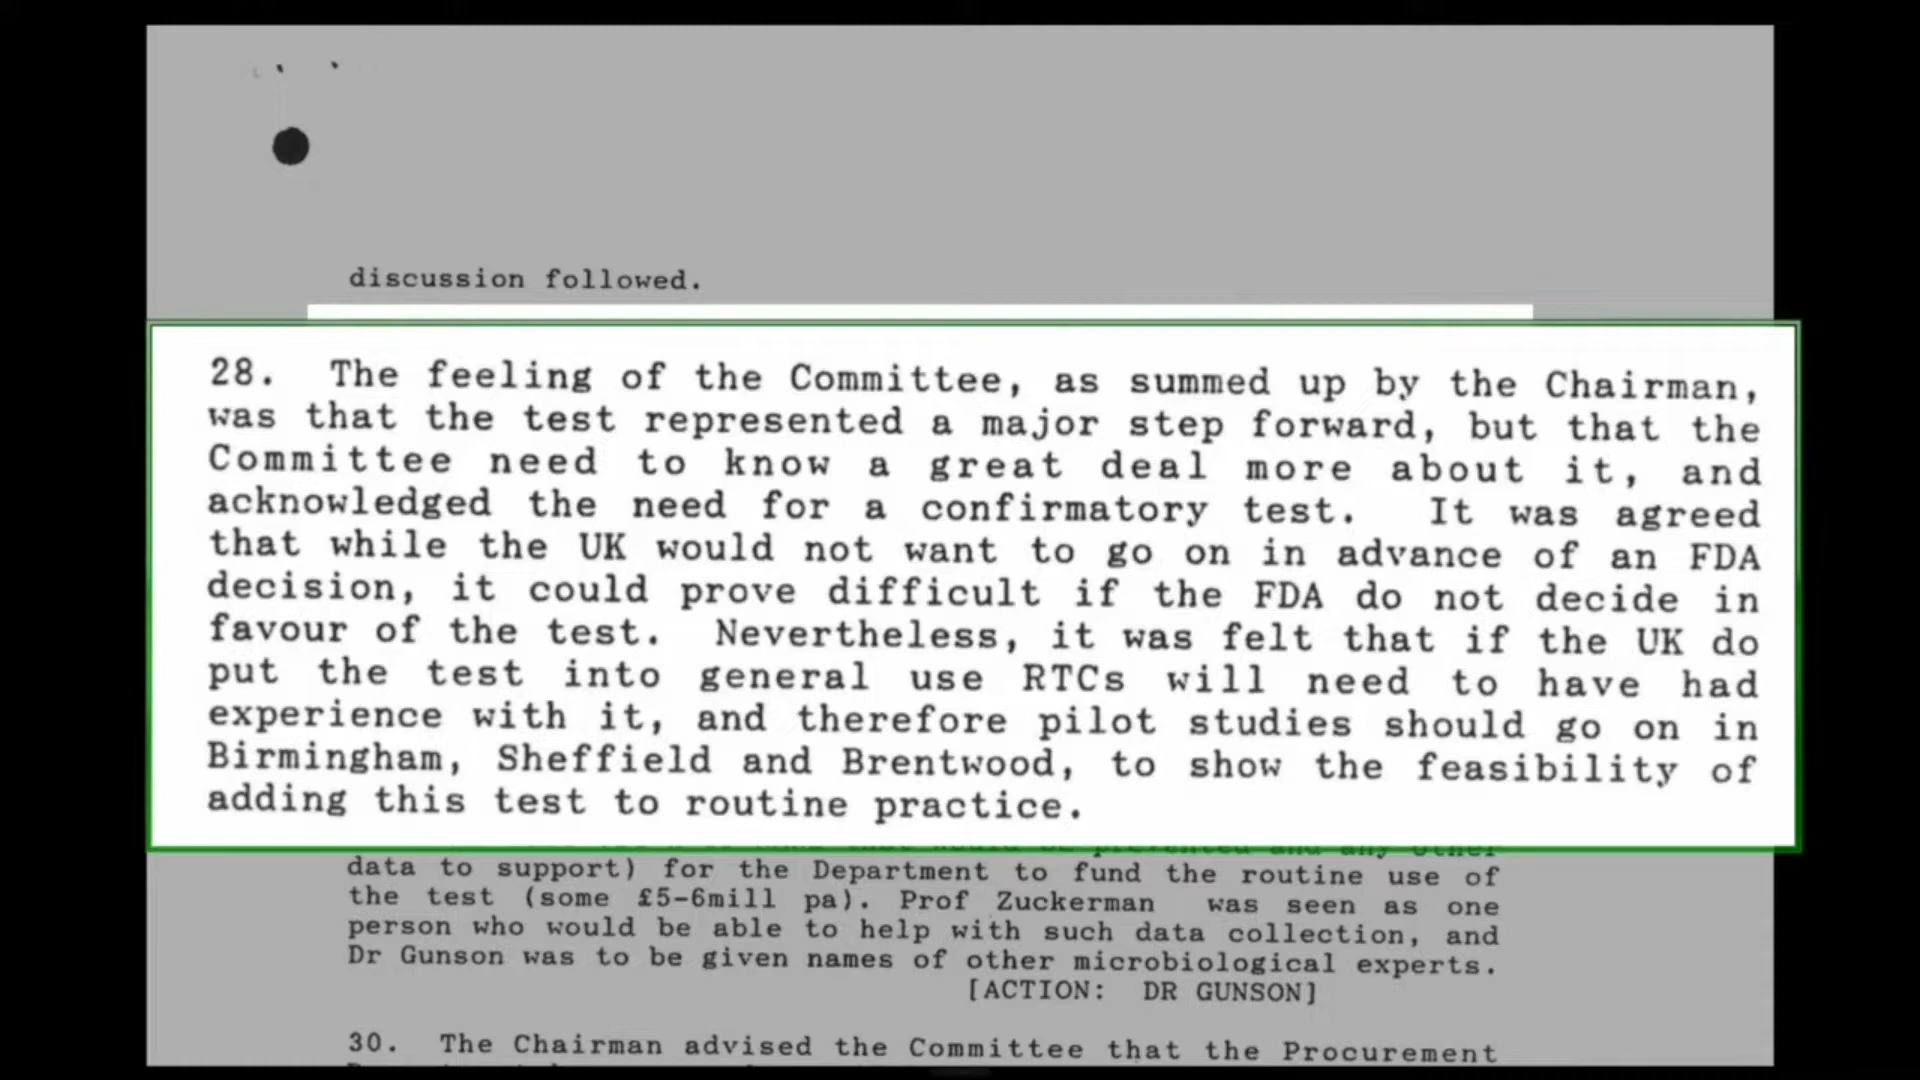 discussion followed.
28. The feeling of the Committee, as summed up by the Chairman,
was that the test represented a major step forward, but that the
Committee need to know a great deal more about it, and
acknowledged the need for a confirmatory test. It was agreed
that while the UK would not want to go on in advance of an FDA
decision, it could prove difficult if the FDA do not decide in
favour of the test. Nevertheless, it was felt that if the UK do
put the test into general use RTCs will need to have had
experience with it, and therefore pilot studies should go on in
Birmingham, Sheffield and Brentwood, to show the feasibility of
adding this test to routine practice.
prevented and any other
data to support) for the Department to fund the routine use of
the test (some £5-6mill pa). Prof Zuckerman was seen as one
person who would be able to help with such data collection, and
Dr Gunson was to be given names of other microbiological experts.
[ACTION: DR GUNSON]
30. The Chairman advised the Committee that the Procurement